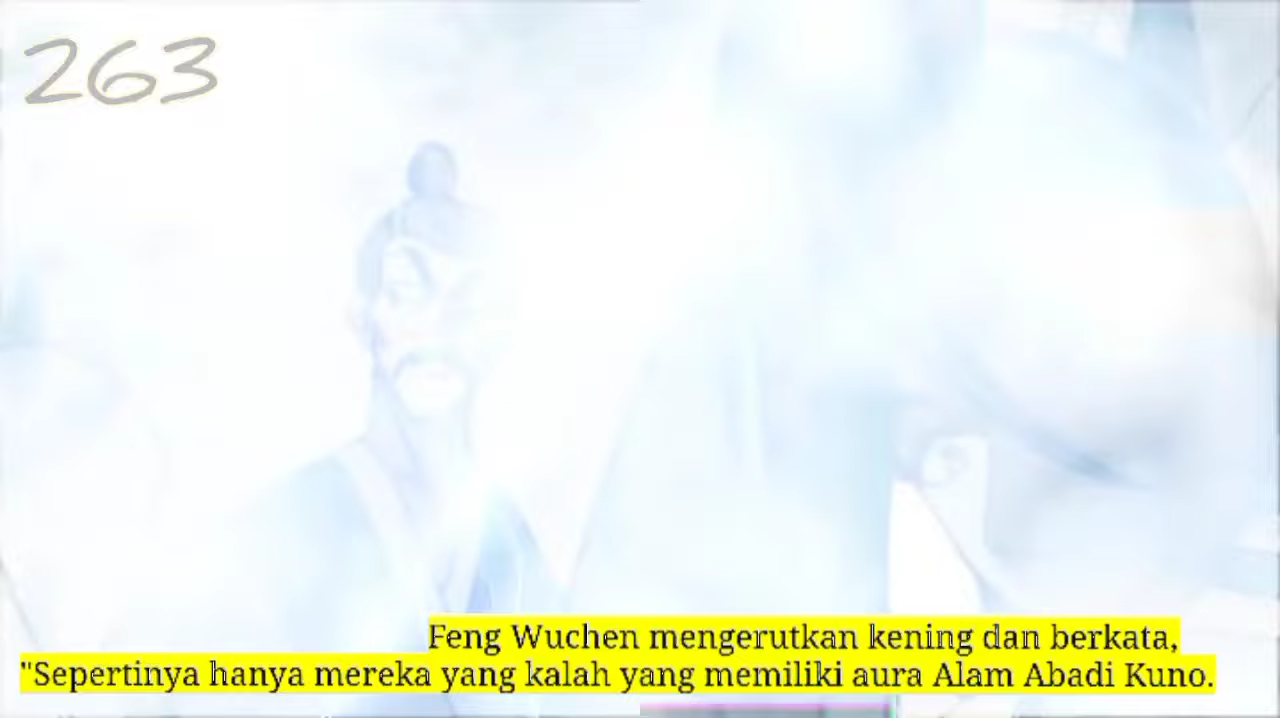 263
Feng Wuchen mengerutkan kening dan berkata,
"Sepertinya hanya mereka yang kalah yang memiliki aura Alam Abadi Kuno.